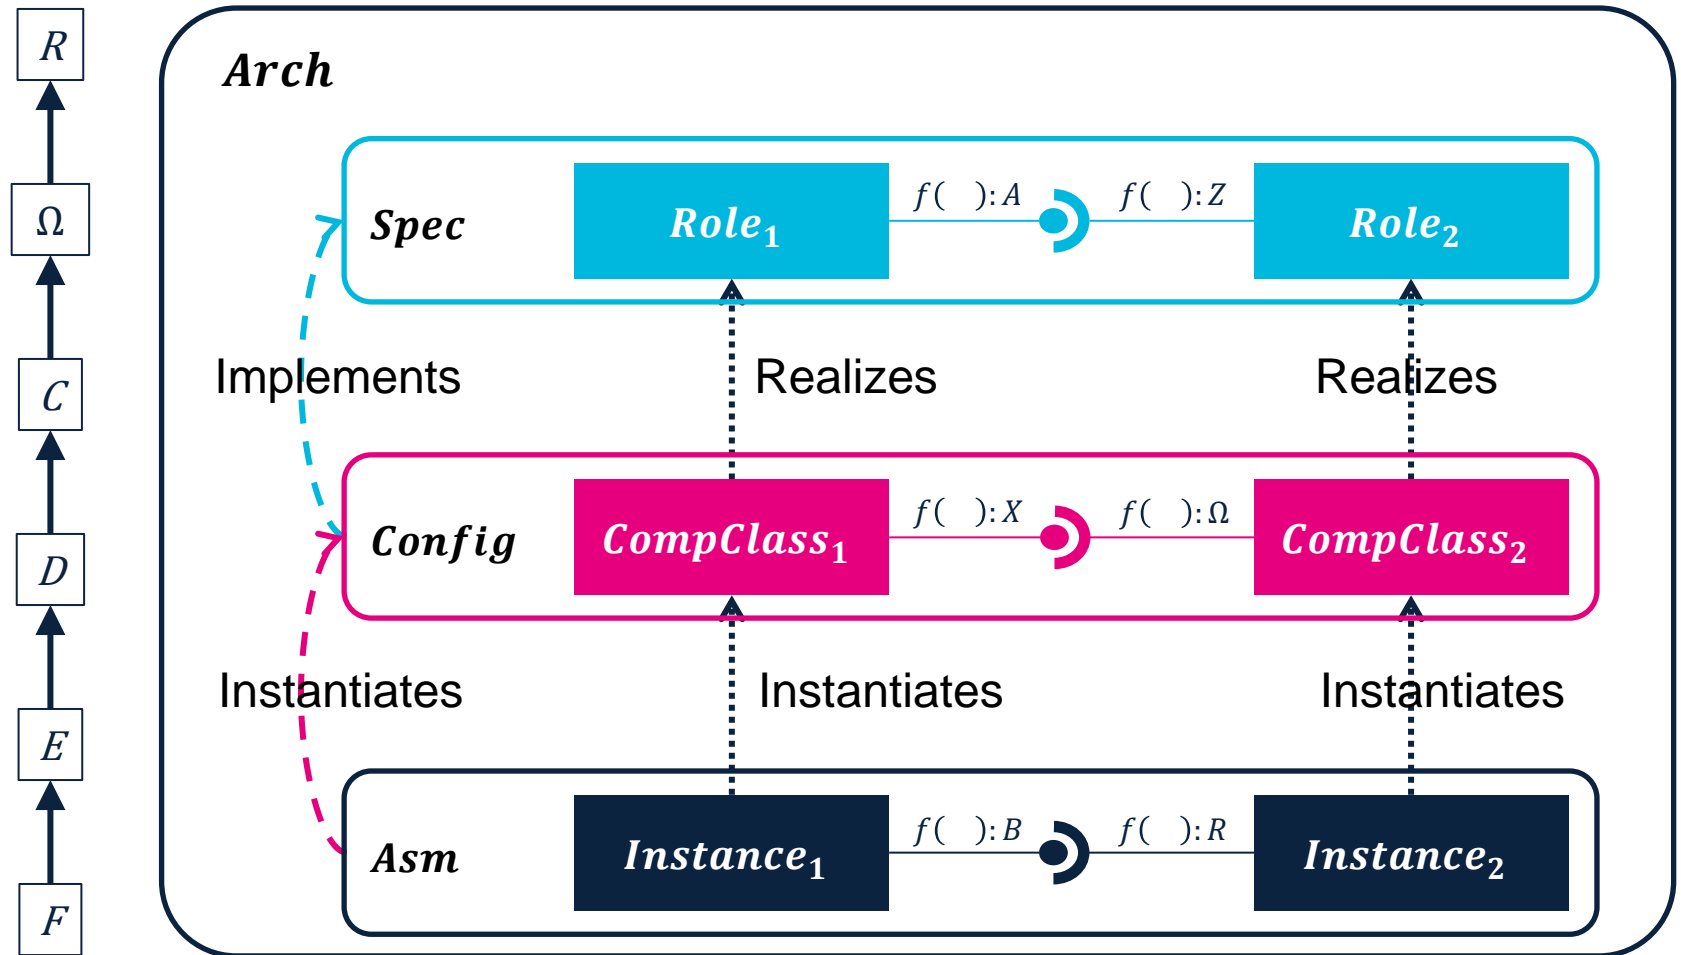 R
Ω
C
D
E
F
Arch
Spec
Role₁
f( ):A
f( ):Z
Role₂
Implements
Realizes
Realizes
Config
CompClass₁
f( ):X
f( ):Ω
CompClass₂
Instantiates
Instantiates
Instantiates
Asm
Instance₁
f( ):B
f( ):R
Instance₂